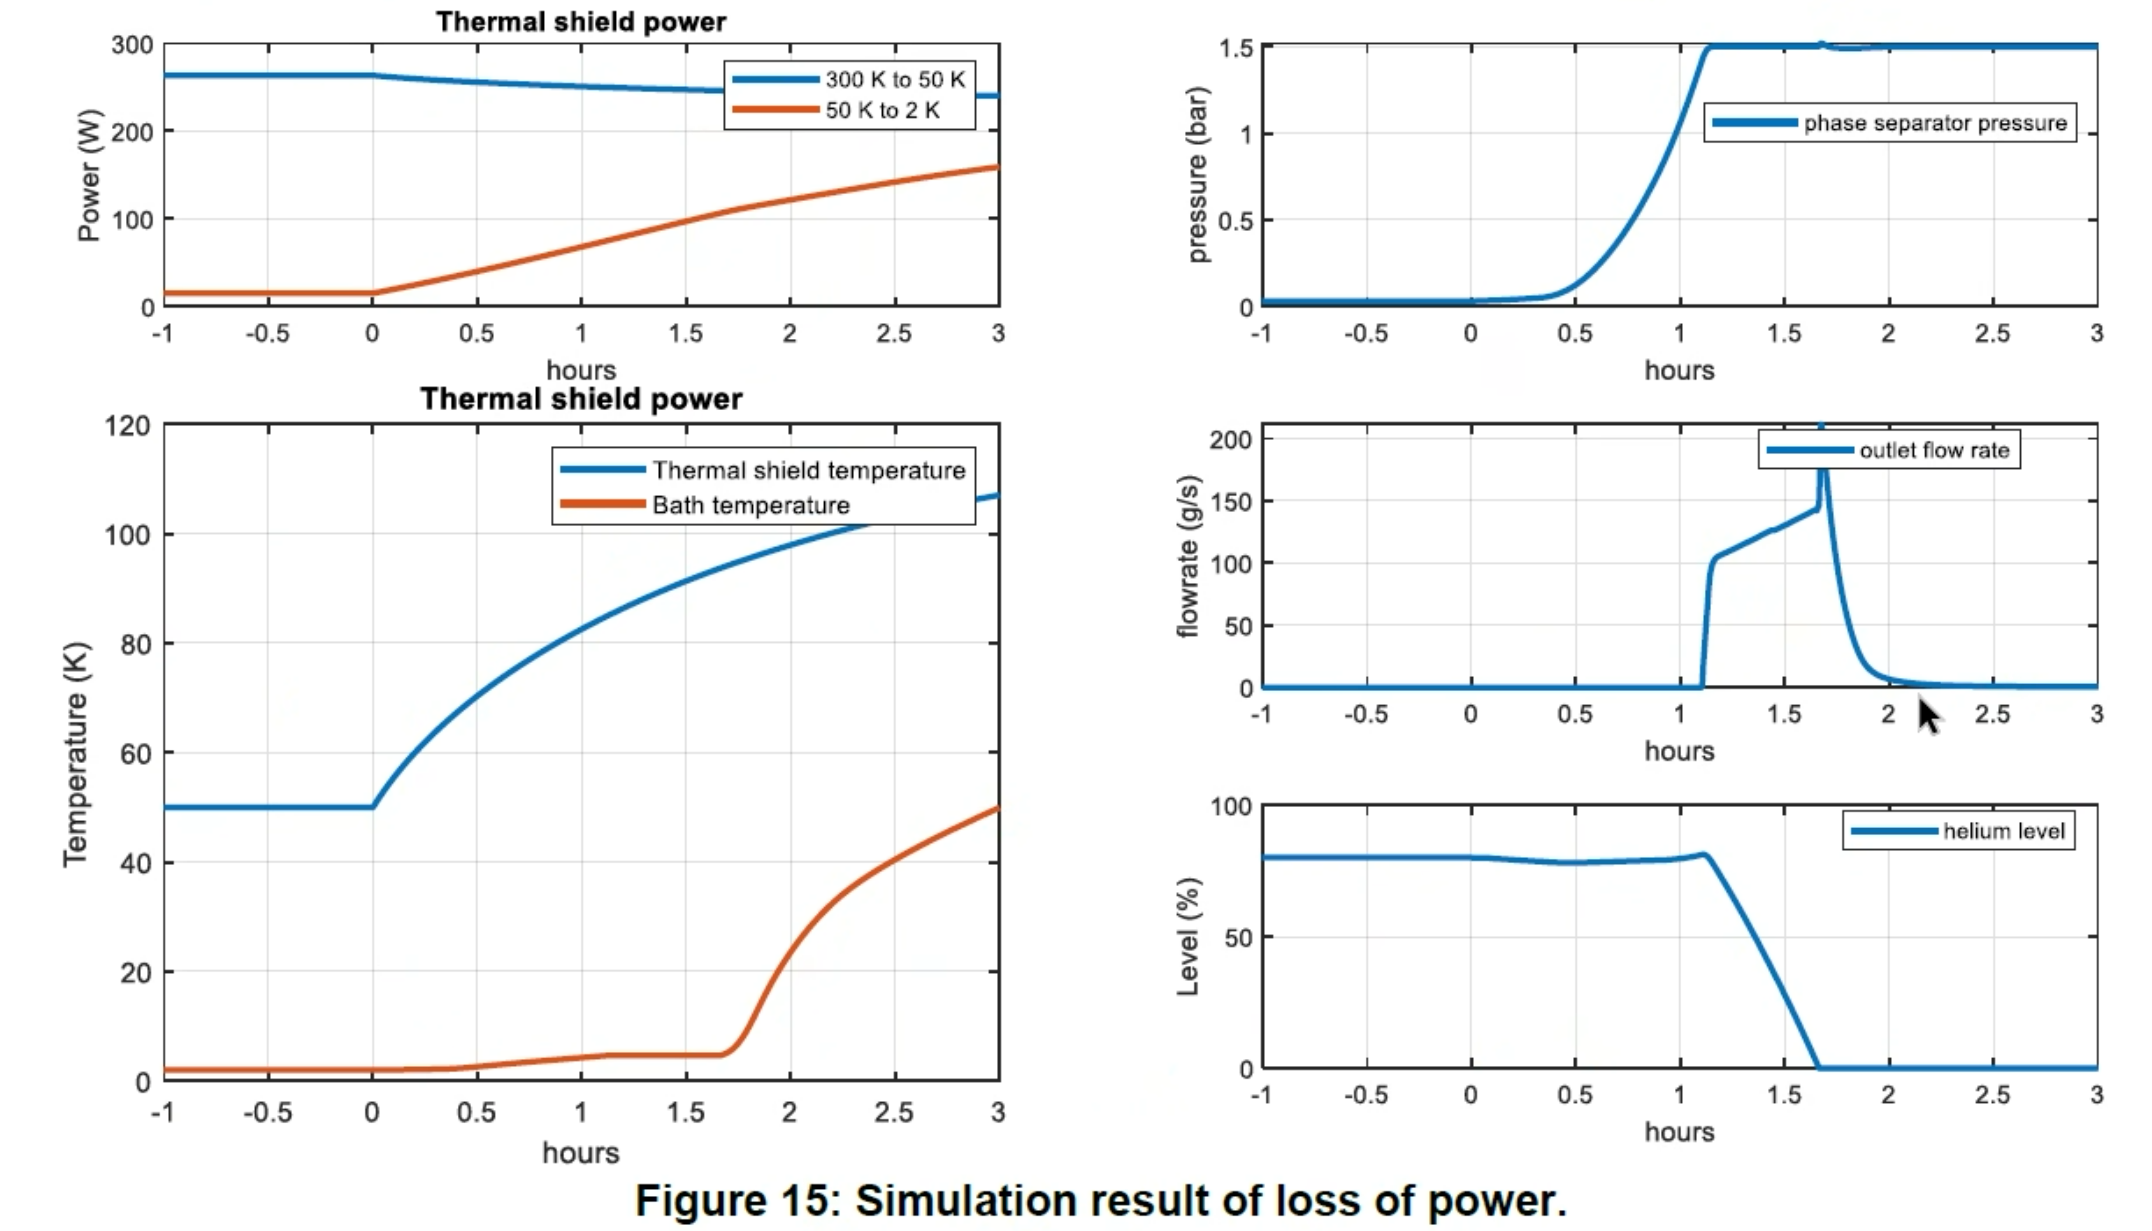 Thermal shield power
300
200
100
0
Power (W)
300 K to 50 K
50 K to 2 K
-1 -0.5 0 0.5 1 1.5 2 2.5 3
hours
Thermal shield power
120
100
80
60
40
20
0
Temperature (K)
Thermal shield temperature
Bath temperature
-1 -0.5 0 0.5 1 1.5 2 2.5 3
hours
1.5
1
0.5
0
pressure (bar)
phase separator pressure
-1 -0.5 0 0.5 1 1.5 2 2.5 3
hours
200
150
100
50
0
flowrate (g/s)
outlet flow rate
-1 -0.5 0 0.5 1 1.5 2 2.5 3
hours
100
50
0
Level (%)
helium level
-1 -0.5 0 0.5 1 1.5 2 2.5 3
hours
Figure 15: Simulation result of loss of power.